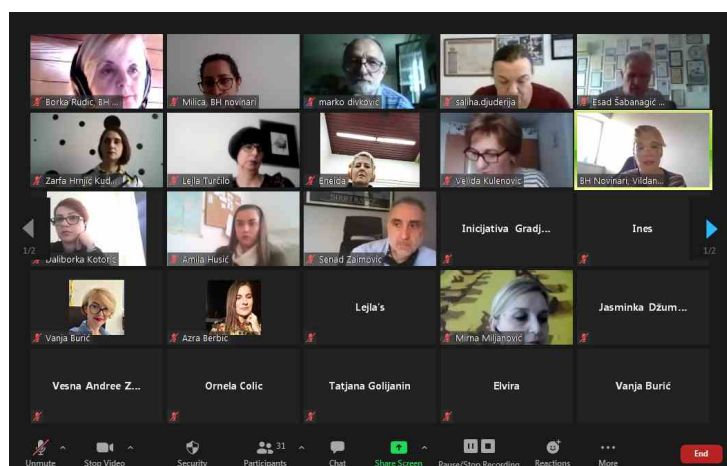 Borka Rudić, BH ...
Milica, BH novinari
marko divković
saliha.djuderija
Esad Šabanagić ...
Zarfa Hrnjić Kud...
Lejla Turčilo
Eneida
Velida Kulenović
BH Novinari, Vildan...
Daliborka Kotorić
Amila Husić
Senad Zaimović
Inicijativa Gradj...
Ines
1/2
1/2
Vanja Burić
Azra Berbić
Lejla's
Mirna Miljanović
Jasminka Džum...
Vesna Andree Z...
Ornela Colic
Tatjana Golijanin
Elvira
Vanja Burić
31
Unmute
Stop Video
Security
Participants
Chat
Share Screen
Pause/Stop Recording
Reactions
More
End